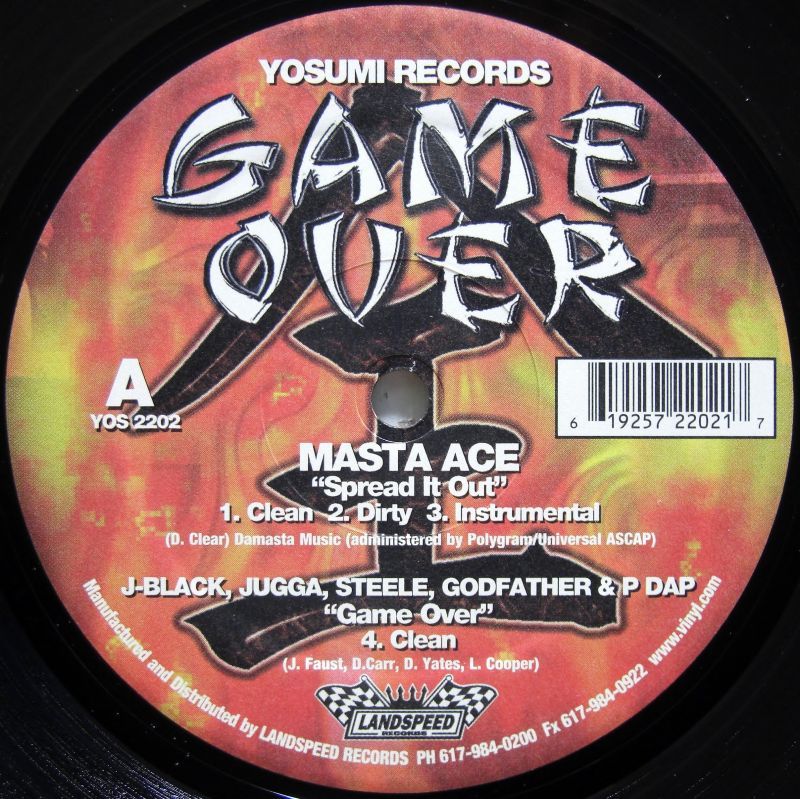 YOSUMI RECORDS
GAME
OVER
A
YOS 2202
6 19257 22021 7
MASTA ACE
"Spread It Out"
1. Clean 2. Dirty 3. Instrumental
(D. Clear) Damasta Music (administered by Polygram/Universal ASCAP)
J-BLACK, JUGGA, STEELE, GODFATHER & P DAP
"Game Over"
4. Clean
(J. Faust, D.Carr, D. Yates, L. Cooper)
LANDSPEED
RECORDS
Manufactured and Distributed by LANDSPEED RECORDS PH 617-984-0200 Fx 617-984-0922 www.vinyl.com